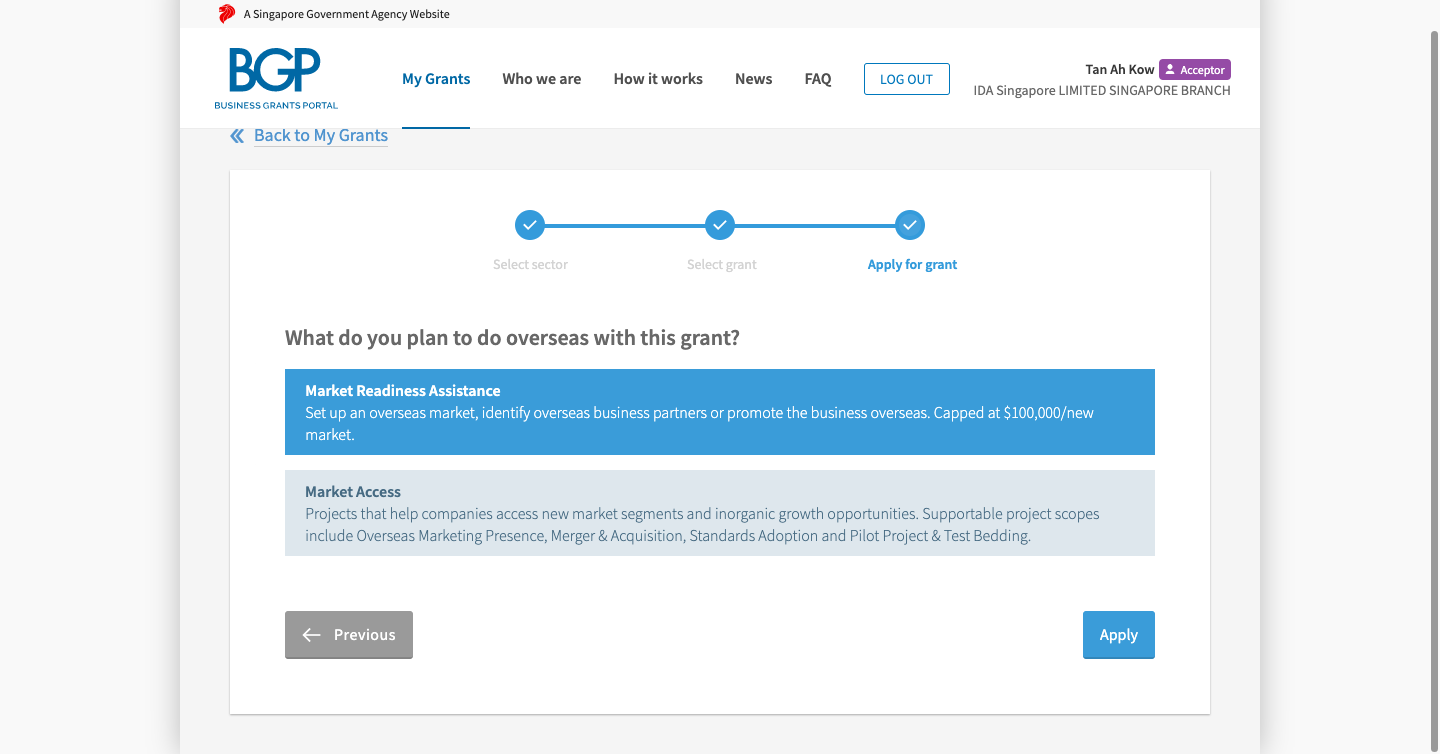 A Singapore Government Agency Website
BGP
BUSINESS GRANTS PORTAL
My Grants
Who we are
How it works
News
FAQ
LOG OUT
Tan Ah Kow Acceptor
IDA Singapore LIMITED SINGAPORE BRANCH
Back to My Grants
Select sector
Select grant
Apply for grant
What do you plan to do overseas with this grant?
Market Readiness Assistance
Set up an overseas market, identify overseas business partners or promote the business overseas. Capped at $100,000/new
market.
Market Access
Projects that help companies access new market segments and inorganic growth opportunities. Supportable project scopes
include Overseas Marketing Presence, Merger & Acquisition, Standards Adoption and Pilot Project & Test Bedding.
Previous
Apply